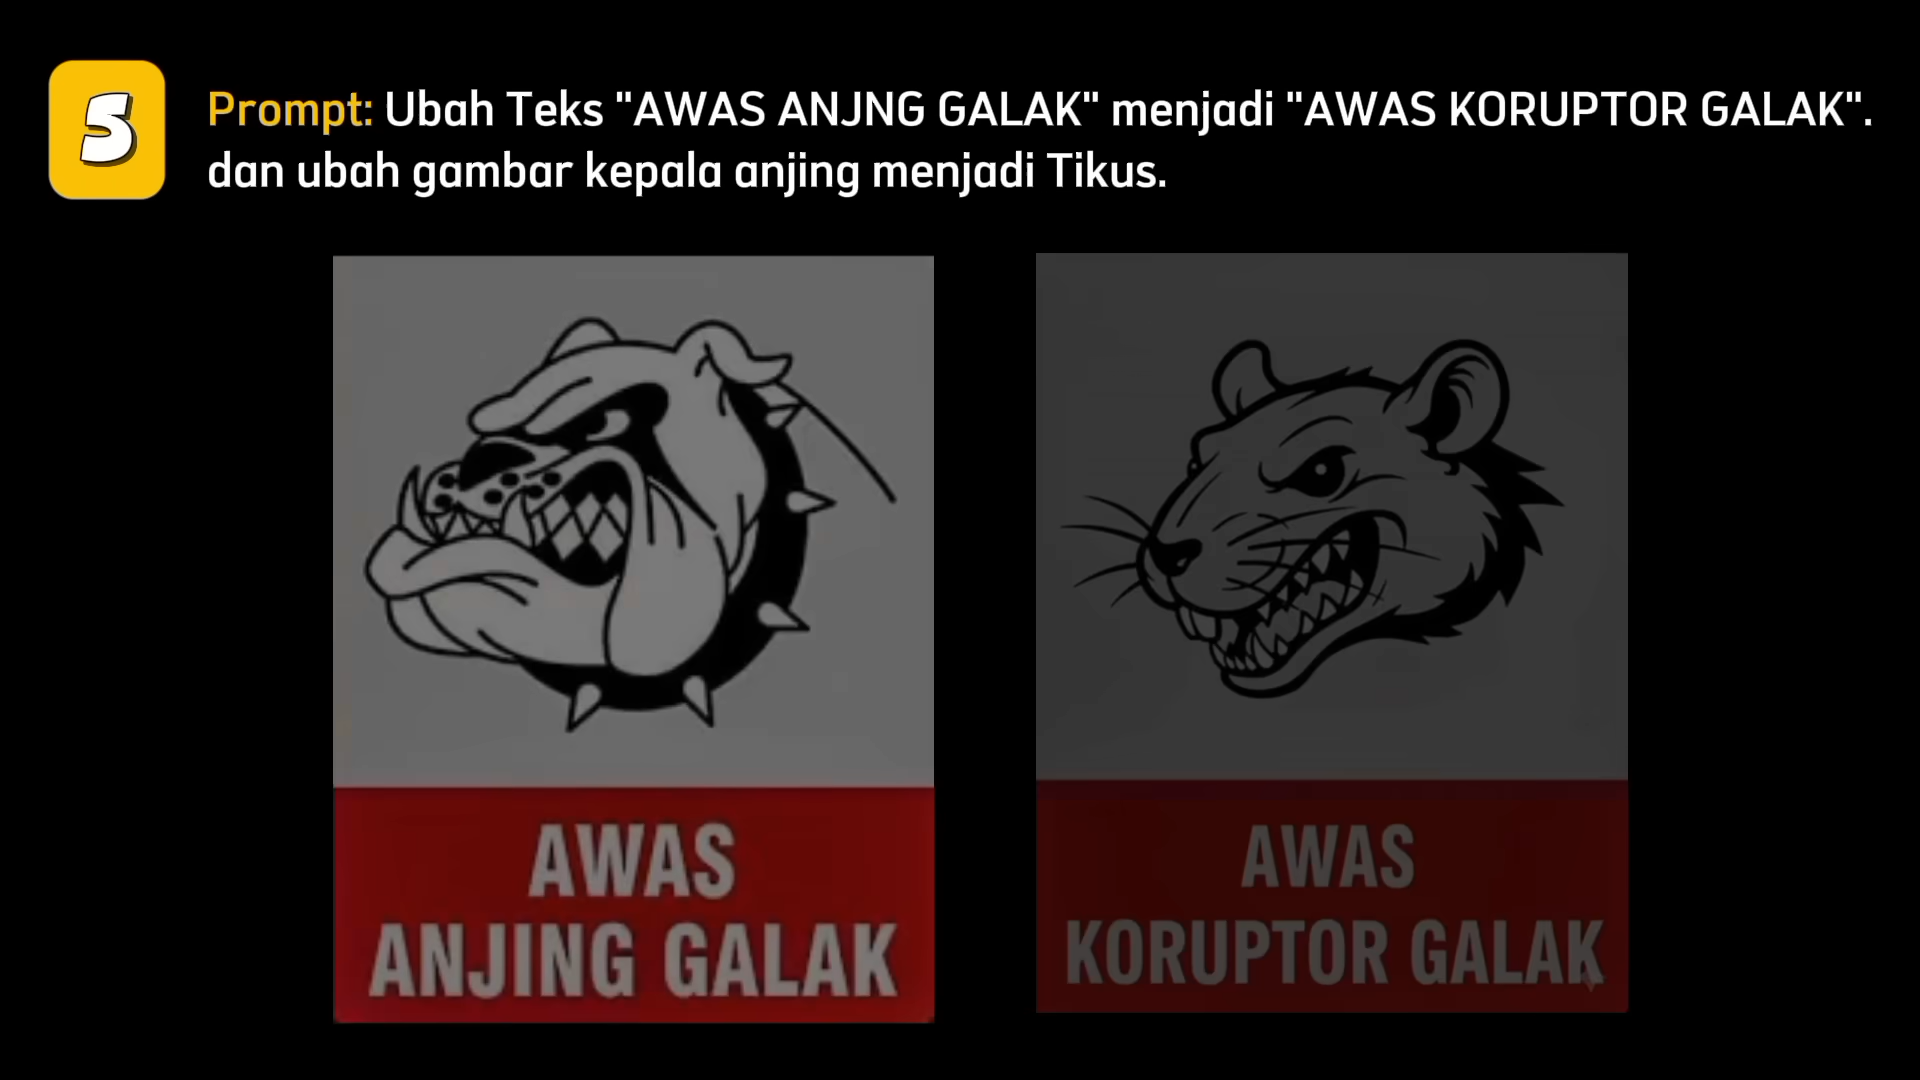 5
Prompt: Ubah Teks "AWAS ANJNG GALAK" menjadi "AWAS KORUPTOR GALAK".
dan ubah gambar kepala anjing menjadi Tikus.
AWAS
ANJING GALAK
AWAS
KORUPTOR GALAK